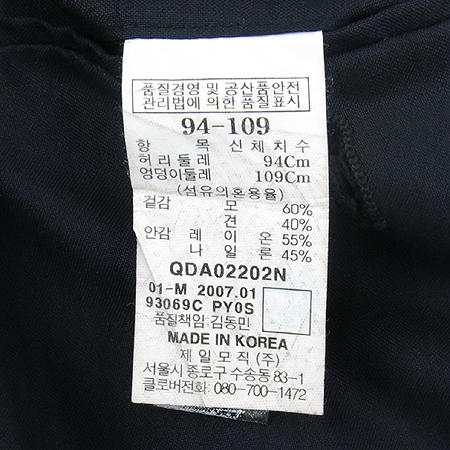 품질경영 및 공산품안전
관리법에 의한 품질표시
94-109
항 목 신체치수
허리둘레 94Cm
엉덩이둘레 109Cm
(섬유의혼용율)
겉감 모 60%
견 40%
안감 레이온 55%
나일론 45%
QDA02202N
01-M 2007.01
93069C PY0S
품질책임 김동민
MADE IN KOREA
제일모직(주)
서울시 종로구 수송동 83-1
클로버전화: 080-700-1472